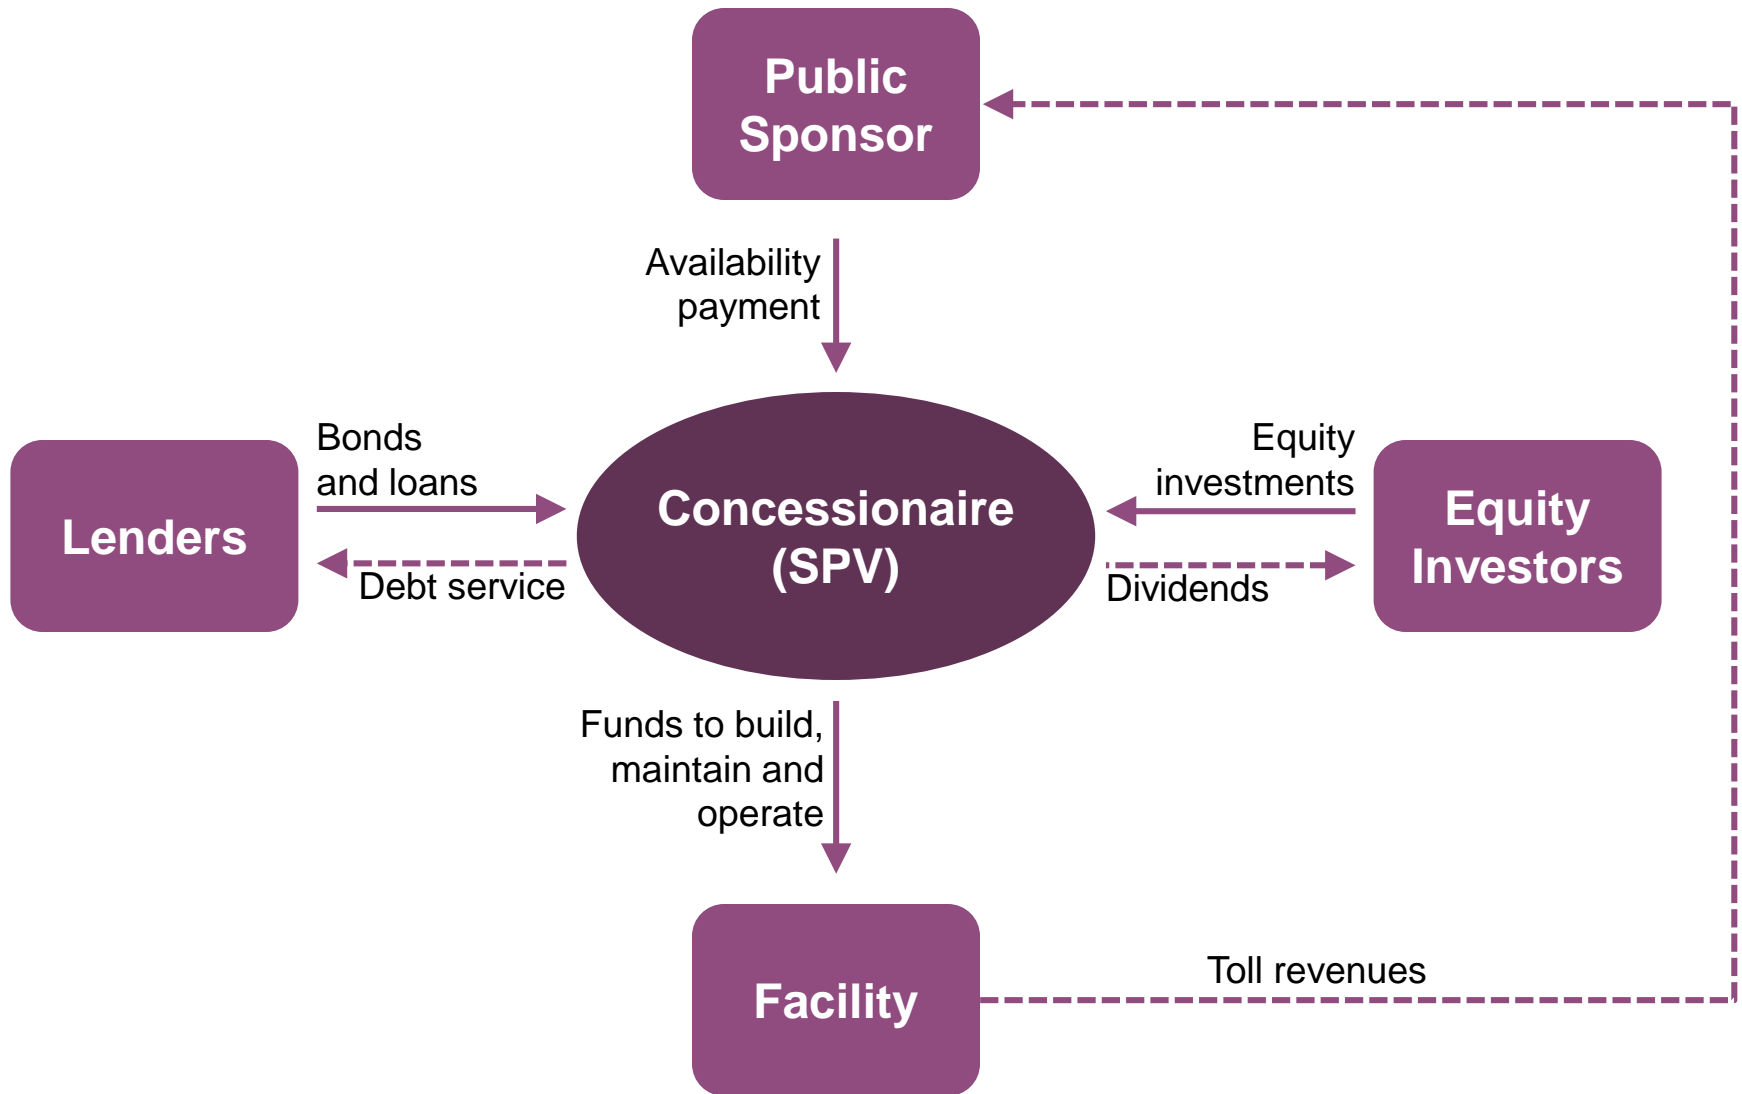 Public
Sponsor
Availability
payment
Bonds
and loans
Lenders
Debt service
Concessionaire
(SPV)
Equity
investments
Dividends
Equity
Investors
Funds to build,
maintain and
operate
Facility
Toll revenues